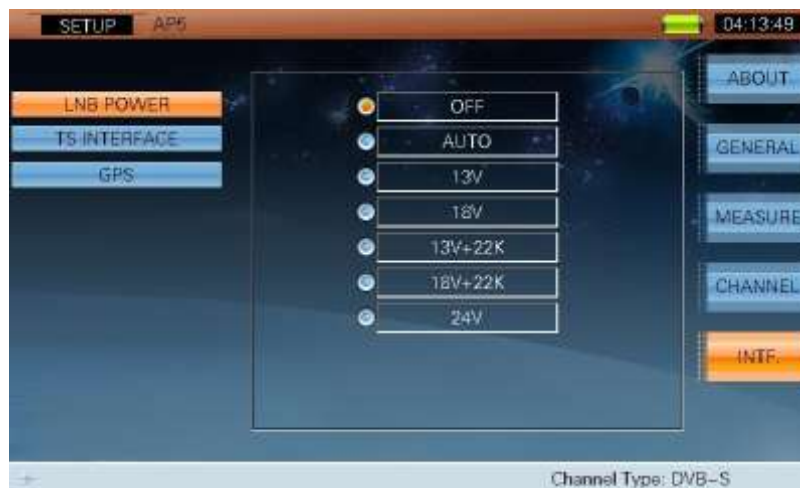 SETUP AP5 04:13:49
LNB POWER
TS INTERFACE
GPS
OFF
AUTO
13V
18V
13V+22K
18V+22K
24V
ABOUT
GENERAL
MEASURE
CHANNEL
INTF.
Channel Type: DVB-S